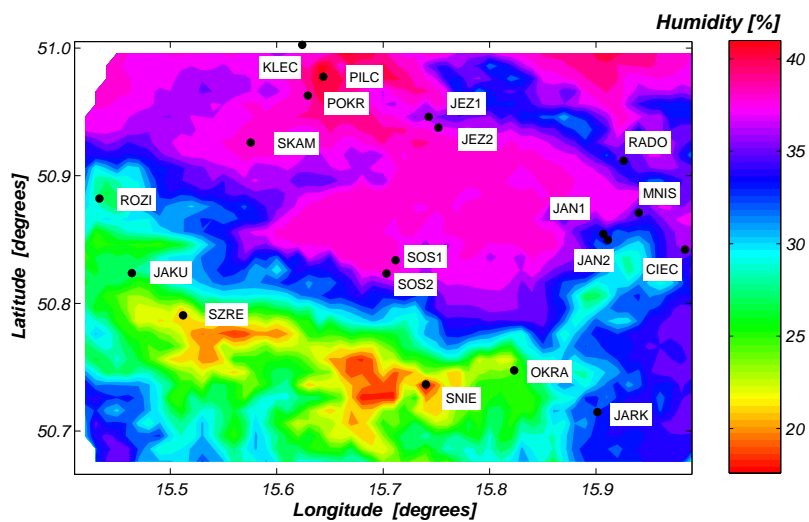 Humidity [%]
51.0
40
KLEC
PILC
POKR
JEZ1
JEZ2
SKAM
RADO
35
50.9
ROZI
MNIS
JAN1
30
SOS1
JAN2
CIEC
JAKU
SOS2
Latitude [degrees]
50.8
SZRE
25
OKRA
SNIE
JARK
50.7
20
15.5
15.6
15.7
15.8
15.9
Longitude [degrees]